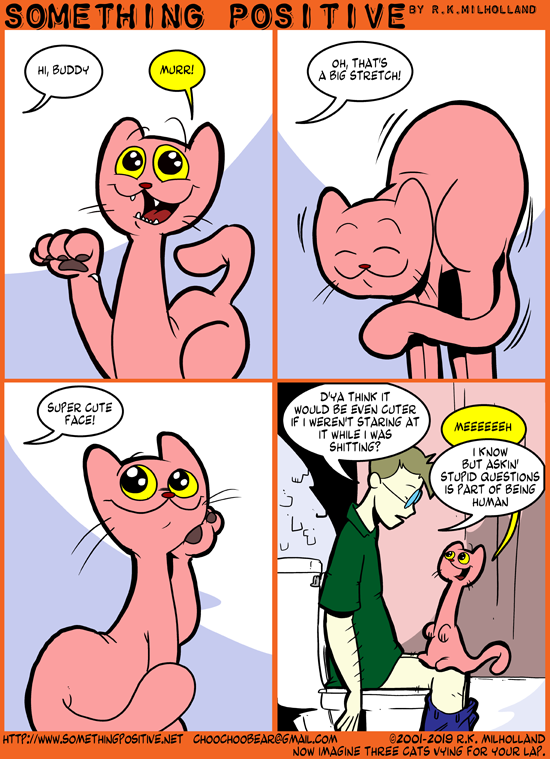 SOMETHING POSITIVE BY R.K.MILHOLLAND
HI, BUDDY
MURR!
OH, THAT'S
A BIG STRETCH!
SUPER CUTE
FACE!
D'YA THINK IT
WOULD BE EVEN CUTER
IF I WEREN'T STARING AT
IT WHILE I WAS
SHITTING?
MEEEEEEH
I KNOW
BUT ASKIN'
STUPID QUESTIONS
IS PART OF BEING
HUMAN
HTTP://WWW.SOMETHINGPOSITIVE.NET CHOOCHOOBEAR@GMAIL.COM ©2001-2019 R.K. MILHOLLAND
NOW IMAGINE THREE CATS VYING FOR YOUR LAP.